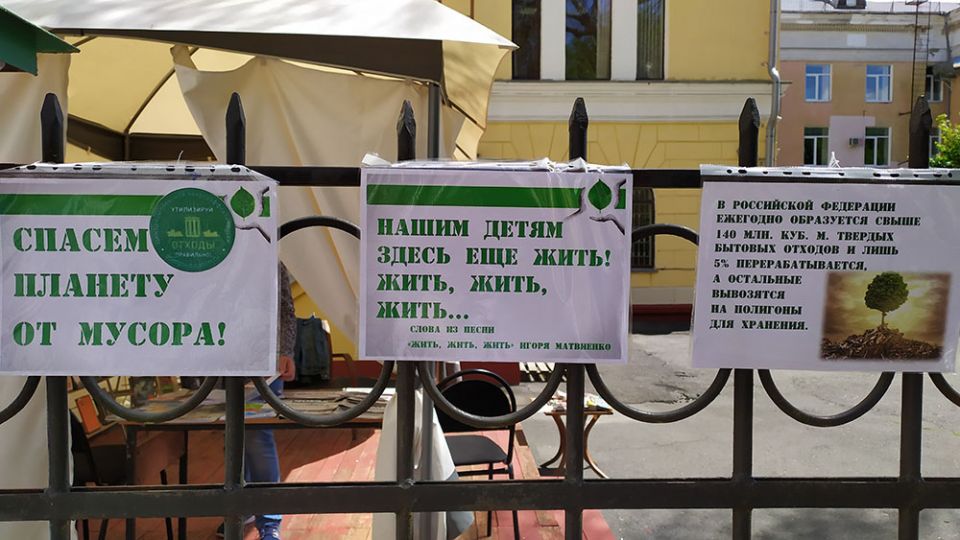 СПАСЕМ
ПЛАНЕТУ
ОТ МУСОРА!
УТИЛИЗИРУЙ
ОТХОДЫ
ПРАВИЛЬНО!
НАШИМ ДЕТЯМ
ЗДЕСЬ ЕЩЕ ЖИТЬ!
ЖИТЬ, ЖИТЬ,
ЖИТЬ...
СЛОВА ИЗ ПЕСНИ
«ЖИТЬ, ЖИТЬ, ЖИТЬ» ИГОРЯ МАТВИЕНКО
В РОССИЙСКОЙ ФЕДЕРАЦИИ
ЕЖЕГОДНО ОБРАЗУЕТСЯ СВЫШЕ
140 МЛН. КУБ. М. ТВЕРДЫХ
БЫТОВЫХ ОТХОДОВ И ЛИШЬ
5% ПЕРЕРАБАТЫВАЕТСЯ,
А ОСТАЛЬНЫЕ
ВЫВОЗЯТСЯ
НА ПОЛИГОНЫ
ДЛЯ ХРАНЕНИЯ.